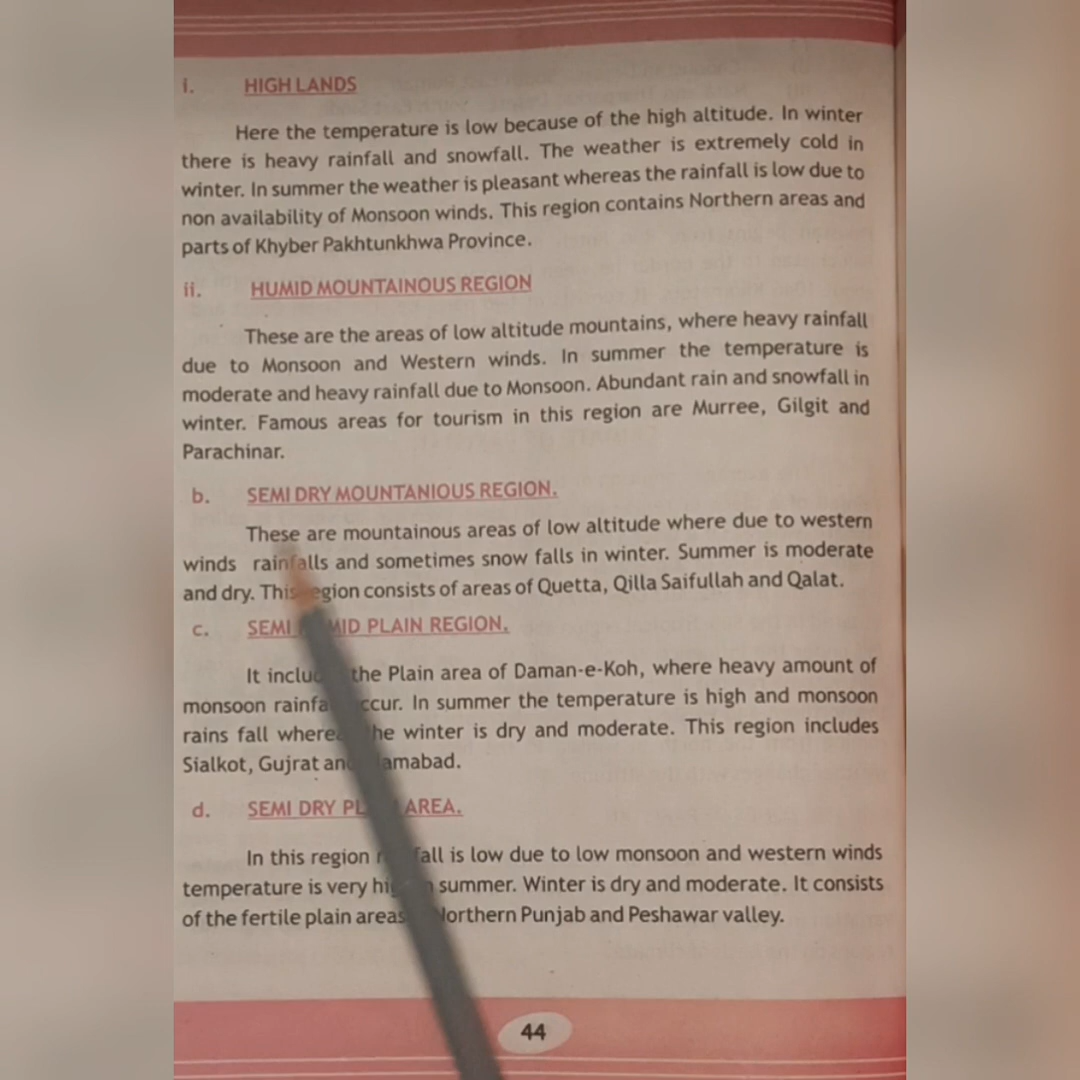 i. HIGH LANDS
Here the temperature is low because of the high altitude. In winter
there is heavy rainfall and snowfall. The weather is extremely cold in
winter. In summer the weather is pleasant whereas the rainfall is low due to
non availability of Monsoon winds. This region contains Northern areas and
parts of Khyber Pakhtunkhwa Province.
ii. HUMID MOUNTAINOUS REGION
These are the areas of low altitude mountains, where heavy rainfall
due to Monsoon and Western winds. In summer the temperature is
moderate and heavy rainfall due to Monsoon. Abundant rain and snowfall in
winter. Famous areas for tourism in this region are Murree, Gilgit and
Parachinar.
b. SEMI DRY MOUNTANIOUS REGION.
These are mountainous areas of low altitude where due to western
winds rainfalls and sometimes snow falls in winter. Summer is moderate
and dry. This region consists of areas of Quetta, Qilla Saifullah and Qalat.
c. SEMI PLAIN REGION.
It the Plain area of Daman-e-Koh, where heavy amount of
monsoon occur. In summer the temperature is high and monsoon
rains fall the winter is dry and moderate. This region includes
Sialkot, Gujrat and
d. SEMI DRY AREA.
In this region is low due to low monsoon and western winds
temperature is very summer. Winter is dry and moderate. It consists
of the fertile plain areas Northern Punjab and Peshawar valley.
44